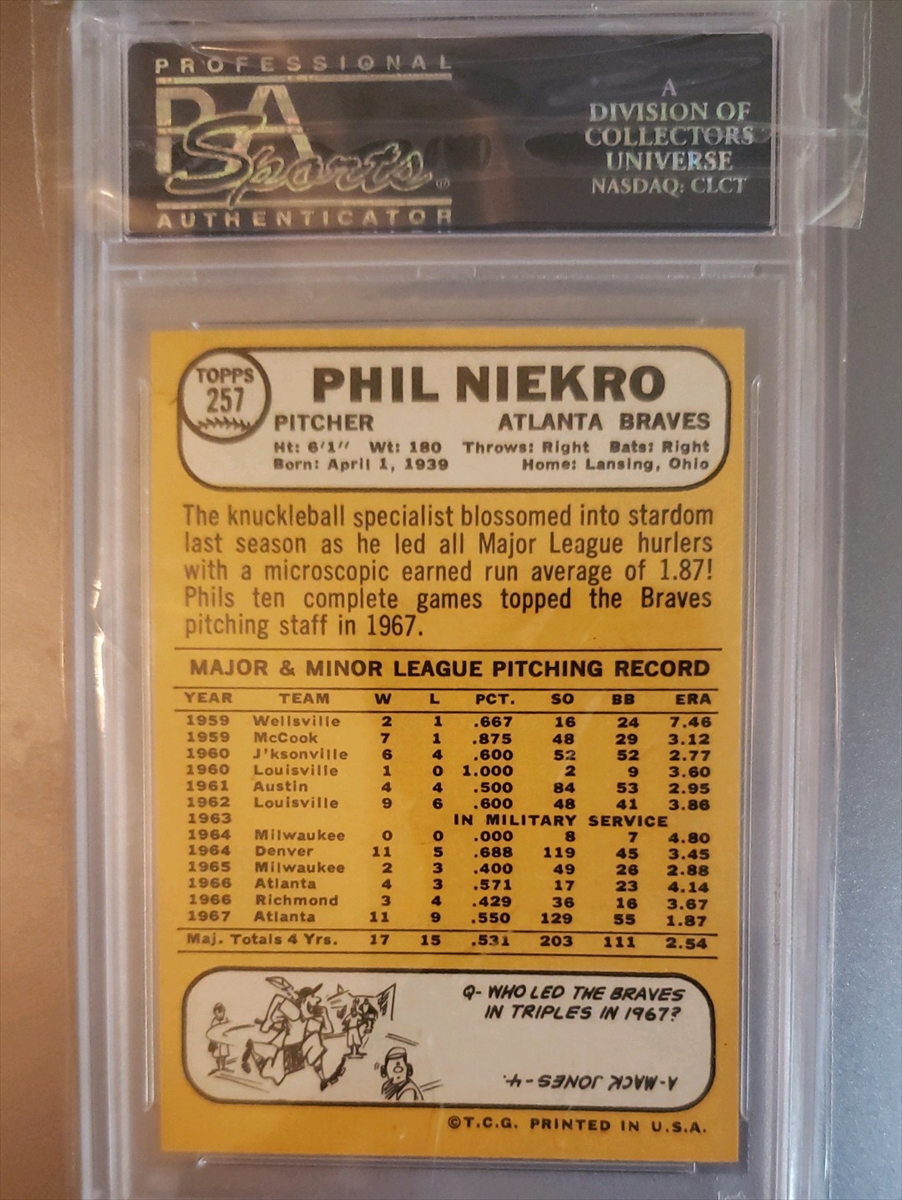 PROFESSIONAL
PSA
Sports®
AUTHENTICATOR
A
DIVISION OF
COLLECTORS
UNIVERSE
NASDAQ: CLCT
TOPPS
257
PHIL NIEKRO
PITCHER ATLANTA BRAVES
Ht: 6'1" Wt: 180 Throws: Right Bats: Right
Born: April 1, 1939 Home: Lansing, Ohio
The knuckleball specialist blossomed into stardom
last season as he led all Major League hurlers
with a microscopic earned run average of 1.87!
Phils ten complete games topped the Braves
pitching staff in 1967.
MAJOR & MINOR LEAGUE PITCHING RECORD
YEAR TEAM W L PCT. SO BB ERA
1959 Wellsville 2 1 .667 16 24 7.46
1959 McCook 7 1 .875 48 29 3.12
1960 J'ksonville 6 4 .600 52 52 2.77
1960 Louisville 1 0 1.000 2 9 3.60
1961 Austin 4 4 .500 84 53 2.95
1962 Louisville 9 6 .600 48 41 3.86
1963 IN MILITARY SERVICE
1964 Milwaukee 0 0 .000 8 7 4.80
1964 Denver 11 5 .688 119 45 3.45
1965 Milwaukee 2 3 .400 49 26 2.88
1966 Atlanta 4 3 .571 17 23 4.14
1966 Richmond 3 4 .429 36 16 3.67
1967 Atlanta 11 9 .550 129 55 1.87
Maj. Totals 4 Yrs. 17 15 .531 203 111 2.54
Q- WHO LED THE BRAVES
IN TRIPLES IN 1967?
A-MACK JONES-4.
©T.C.G. PRINTED IN U.S.A.